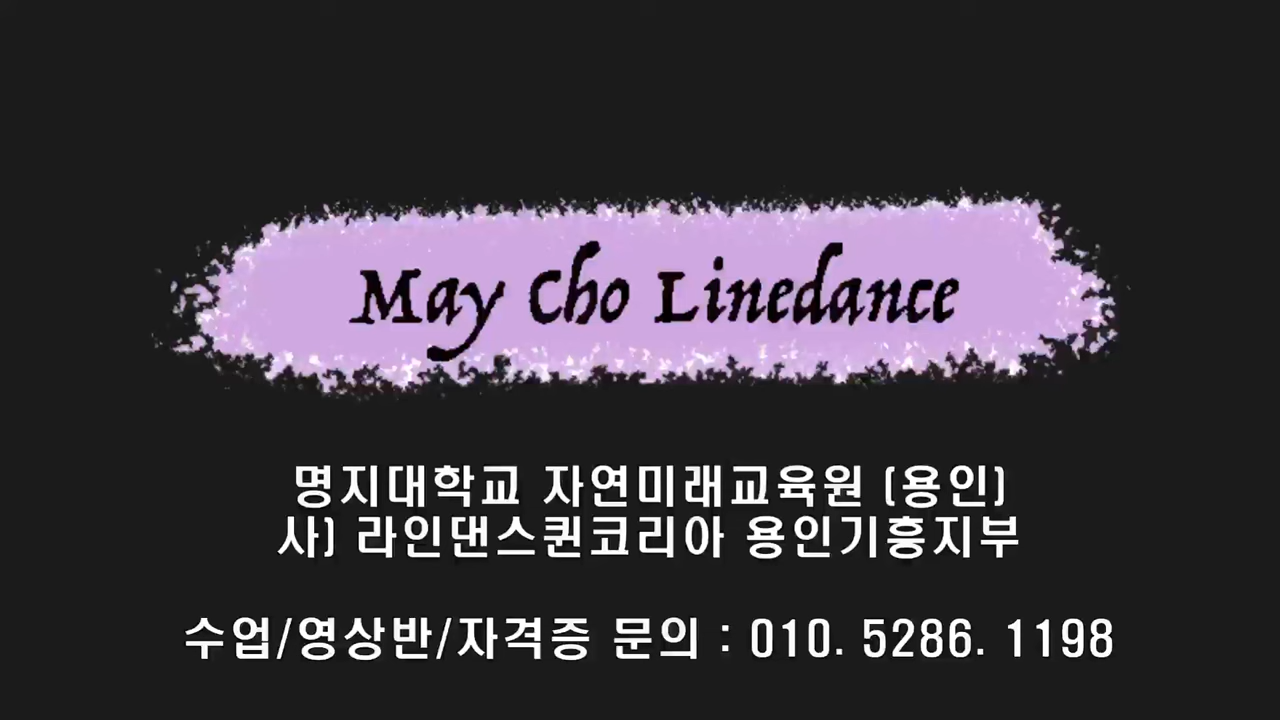 May Cho Linedance
명지대학교 자연미래교육원 (용인)
사) 라인댄스퀸코리아 용인기흥지부
수업/영상반/자격증 문의 : 010. 5286. 1198